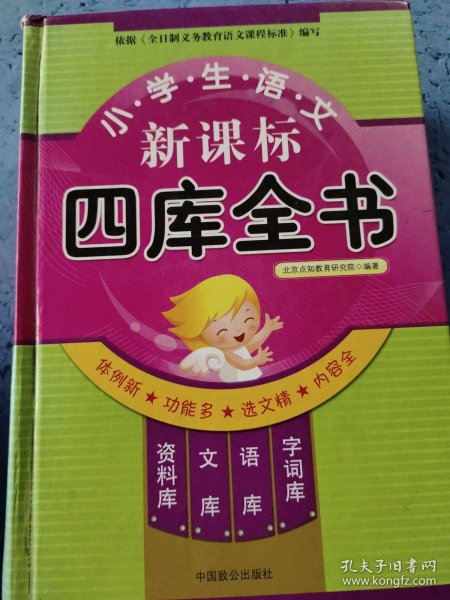 依据《全日制义务教育语文课程标准》编写
小·学·生·语·文
新课标
四库全书
北京点知教育研究院◇编著
体例新★功能多★选文精★内容全
资料库
文库
语库
字词库
中国致公出版社
孔夫子旧书网
www.kongfz.com